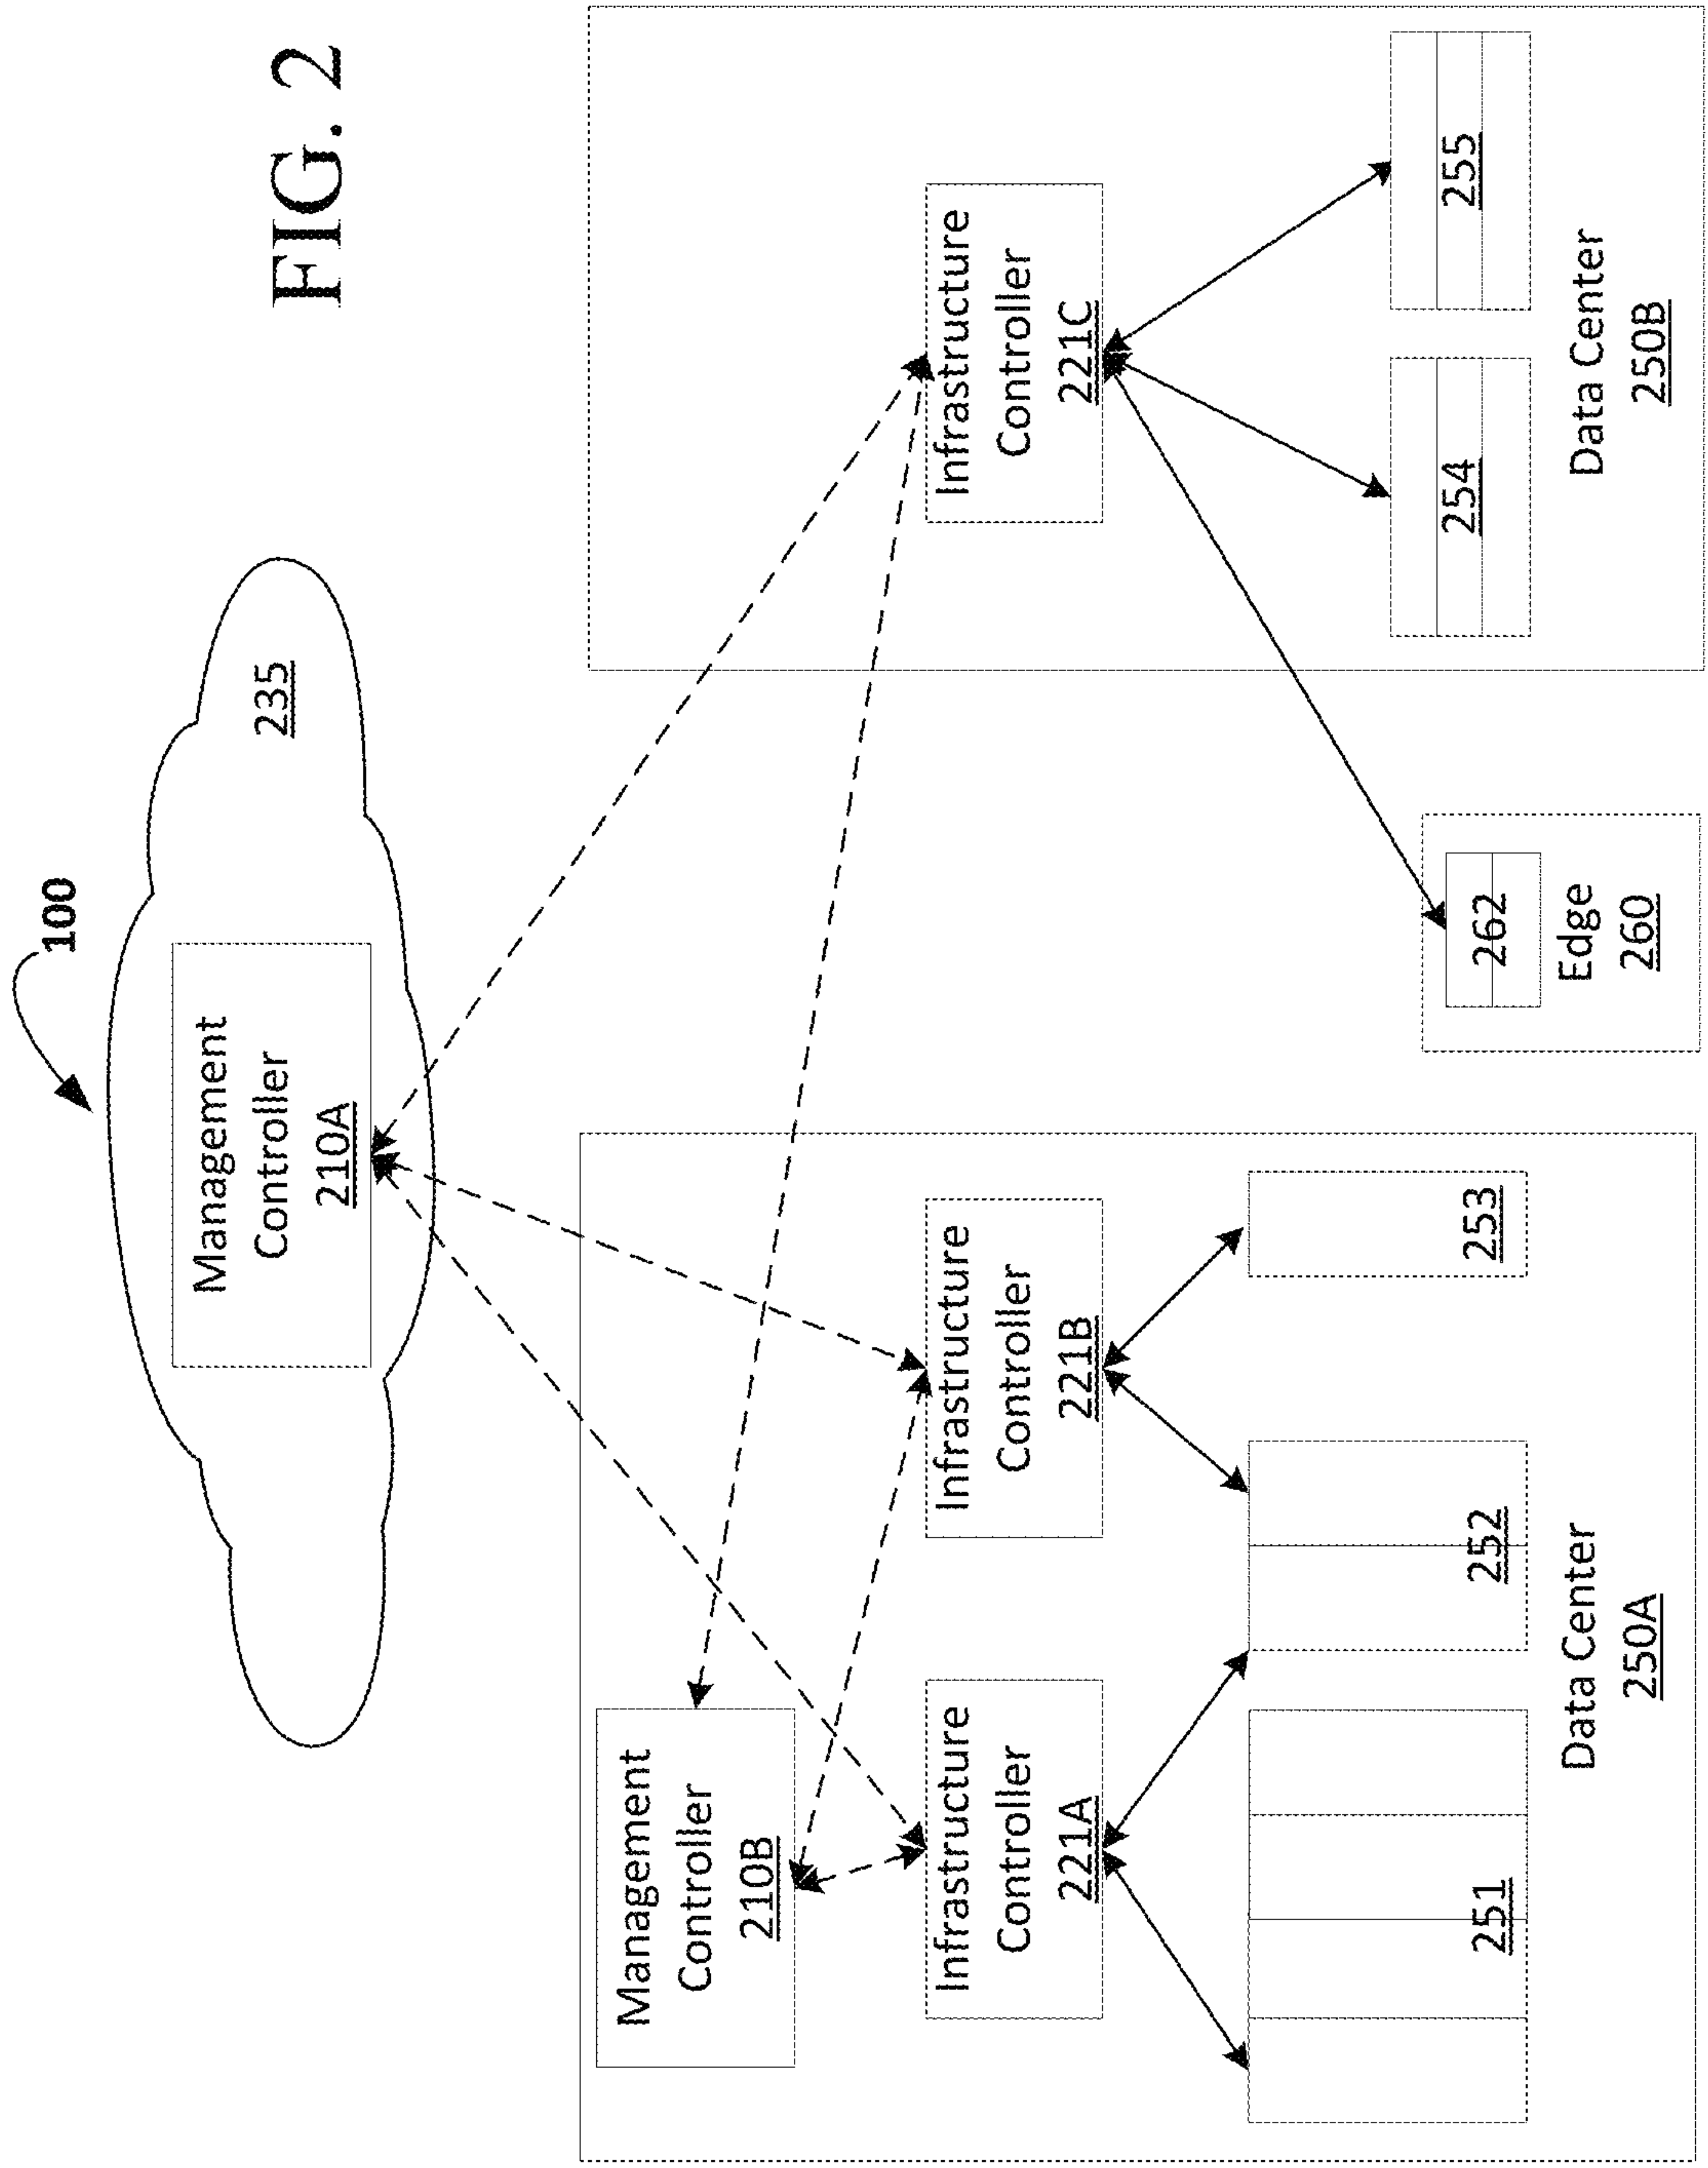 FIG. 2
100
Management
Controller
210A
235
Management
Controller
210B
Infrastructure
Controller
221A
Infrastructure
Controller
221B
Infrastructure
Controller
221C
251
252
253
Data Center
250A
262
Edge
260
254
255
Data Center
250B